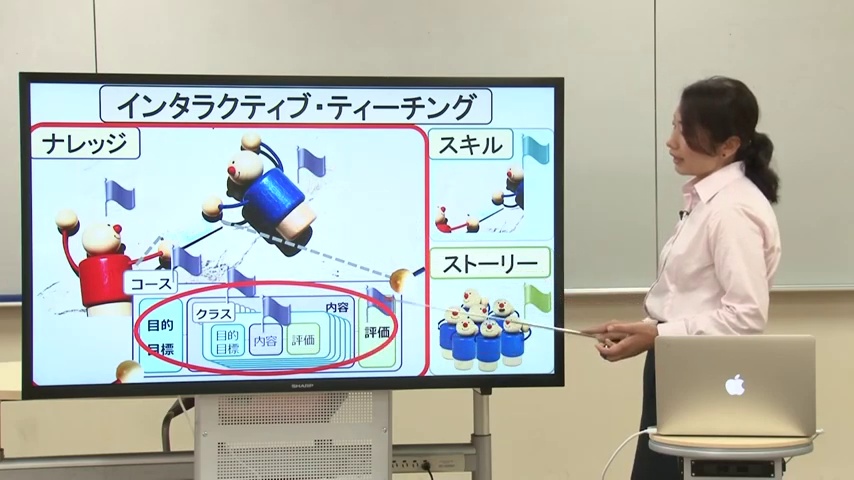 インタラクティブ・ティーチング
ナレッジ
スキル
ストーリー
コース
目的
目標
クラス
内容
目的
目標
内容
評価
評価
SHARP